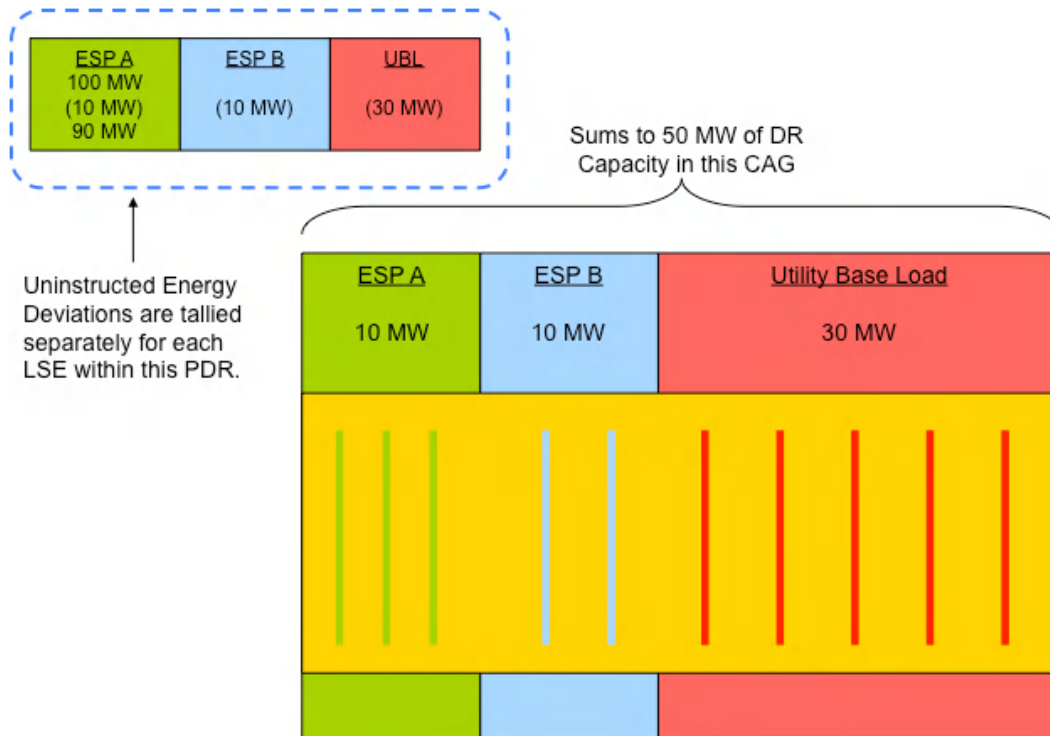 ESP A
100 MW
(10 MW)
90 MW
ESP B
(10 MW)
UBL
(30 MW)
Sums to 50 MW of DR
Capacity in this CAG
Uninstructed Energy
Deviations are tallied
separately for each
LSE within this PDR.
ESP A
10 MW
ESP B
10 MW
Utility Base Load
30 MW